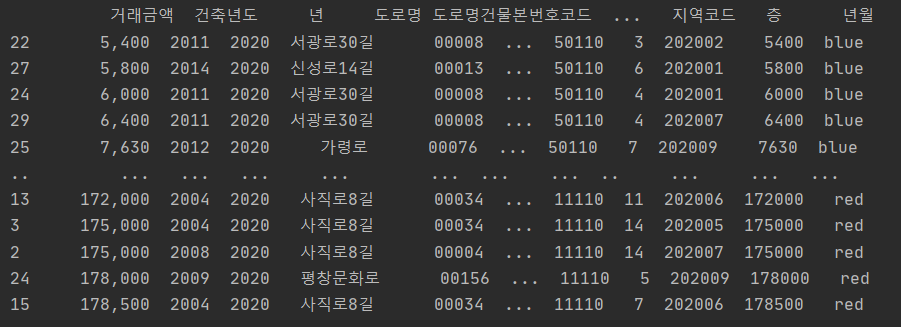 거래금액 건축년도 년 도로명 도로명건물본번호코드 ... 지역코드 층 년월
22 5,400 2011 2020 서광로30길 00008 ... 50110 3 202002 5400 blue
27 5,800 2014 2020 신성로14길 00013 ... 50110 6 202001 5800 blue
24 6,000 2011 2020 서광로30길 00008 ... 50110 4 202001 6000 blue
29 6,400 2011 2020 서광로30길 00008 ... 50110 4 202007 6400 blue
25 7,630 2012 2020 가령로 00076 ... 50110 7 202009 7630 blue
.. ... ... ... ... ... ... ... .. ... ... ...
13 172,000 2004 2020 사직로8길 00034 ... 11110 11 202006 172000 red
3 175,000 2004 2020 사직로8길 00034 ... 11110 14 202005 175000 red
2 175,000 2008 2020 사직로8길 00004 ... 11110 14 202007 175000 red
24 178,000 2009 2020 평창문화로 00156 ... 11110 5 202009 178000 red
15 178,500 2004 2020 사직로8길 00034 ... 11110 7 202006 178500 red